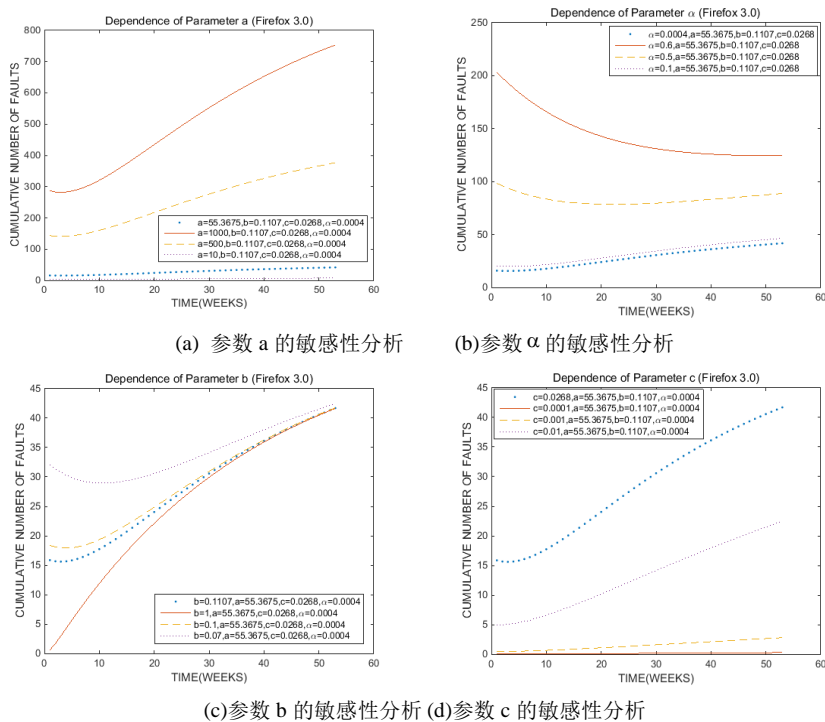 Dependence of Parameter a (Firefox 3.0)
CUMULATIVE NUMBER OF FAULTS
800
700
600
500
400
300
200
100
0
0 10 20 30 40 50 60
TIME(WEEKS)
a=55.3675,b=0.1107,c=0.0268,α=0.0004
a=1000,b=0.1107,c=0.0268,α=0.0004
a=500,b=0.1107,c=0.0268,α=0.0004
a=10,b=0.1107,c=0.0268,α=0.0004
(a) 参数 a 的敏感性分析
Dependence of Parameter α (Firefox 3.0)
CUMULATIVE NUMBER OF FAULTS
250
200
150
100
50
0
0 10 20 30 40 50 60
TIME(WEEKS)
α=0.0004,a=55.3675,b=0.1107,c=0.0268
α=0.6,a=55.3675,b=0.1107,c=0.0268
α=0.5,a=55.3675,b=0.1107,c=0.0268
α=0.1,a=55.3675,b=0.1107,c=0.0268
(b)参数 α 的敏感性分析
Dependence of Parameter b (Firefox 3.0)
CUMULATIVE NUMBER OF FAULTS
45
40
35
30
25
20
15
10
5
0
0 10 20 30 40 50 60
TIME(WEEKS)
b=0.1107,a=55.3675,c=0.0268,α=0.0004
b=1,a=55.3675,c=0.0268,α=0.0004
b=0.1,a=55.3675,c=0.0268,α=0.0004
b=0.07,a=55.3675,c=0.0268,α=0.0004
Dependence of Parameter c (Firefox 3.0)
CUMULATIVE NUMBER OF FAULTS
45
40
35
30
25
20
15
10
5
0
0 10 20 30 40 50 60
TIME(WEEKS)
c=0.0268,a=55.3675,b=0.1107,α=0.0004
c=0.0001,a=55.3675,b=0.1107,α=0.0004
c=0.001,a=55.3675,b=0.1107,α=0.0004
c=0.01,a=55.3675,b=0.1107,α=0.0004
(c)参数 b 的敏感性分析 (d)参数 c 的敏感性分析